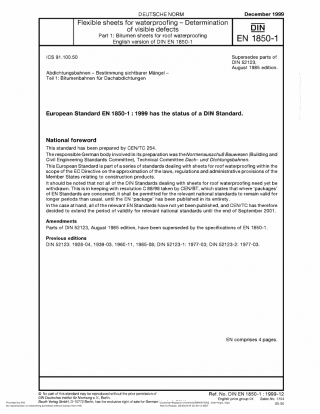 DEUTSCHE NORM
December 1999
Flexible sheets for waterproofing – Determination
of visible defects
Part 1: Bitumen sheets for roof waterproofing
English version of DIN EN 1850-1
DIN
EN 1850-1
ICS 91.100.50
Supersedes parts of
DIN 52123,
August 1985 edition.
Abdichtungsbahnen – Bestimmung sichtbarer Mängel –
Teil 1: Bitumenbahnen für Dachabdichtungen
European Standard EN 1850-1 : 1999 has the status of a DIN Standard.
National foreword
This standard has been prepared by CEN/TC 254.
The responsible German body involved in its preparation was the Normenausschuß Bauwesen (Building and
Civil Engineering Standards Committee), Technical Committee Dach- und Dichtungsbahnen.
This European Standard is part of a series of standards dealing with sheets for roof waterproofing within the
scope of the EC Directive on the approximation of the laws, regulations and administrative provisions of the
Member States relating to construction products.
It should be noted that not all of the DIN Standards dealing with sheets for roof waterproofing need yet be
withdrawn. This is in keeping with resolution C 88/98 taken by CEN/BT, which states that where 'packages'
of EN Standards are concerned, it shall be permitted for the relevant national standards to remain valid for
longer periods than usual, until the EN 'package' has been published in its entirety.
In the case at hand, all of the relevant EN Standards have not yet been published, and CEN/TC has therefore
decided to extend the period of validity for relevant national standards until the end of September 2001.
Amendments
Parts of DIN 52123, August 1985 edition, have been superseded by the specifications of EN 1850-1.
Previous editions
DIN 52123: 1939-04, 1939-03, 1960-11, 1985-08; DIN 52123-1: 1977-03; DIN 52123-2: 1977-03.
EN comprises 4 pages.
© No part of this standard may be reproduced without the prior permission of
DIN Deutsches Institut für Normung e.V., Berlin.
Beuth Verlag GmbH, D-10772 Berlin, has the exclusive right of sale for German
Ref. No. DIN EN 1850-1 : 1999-12
English price group 04